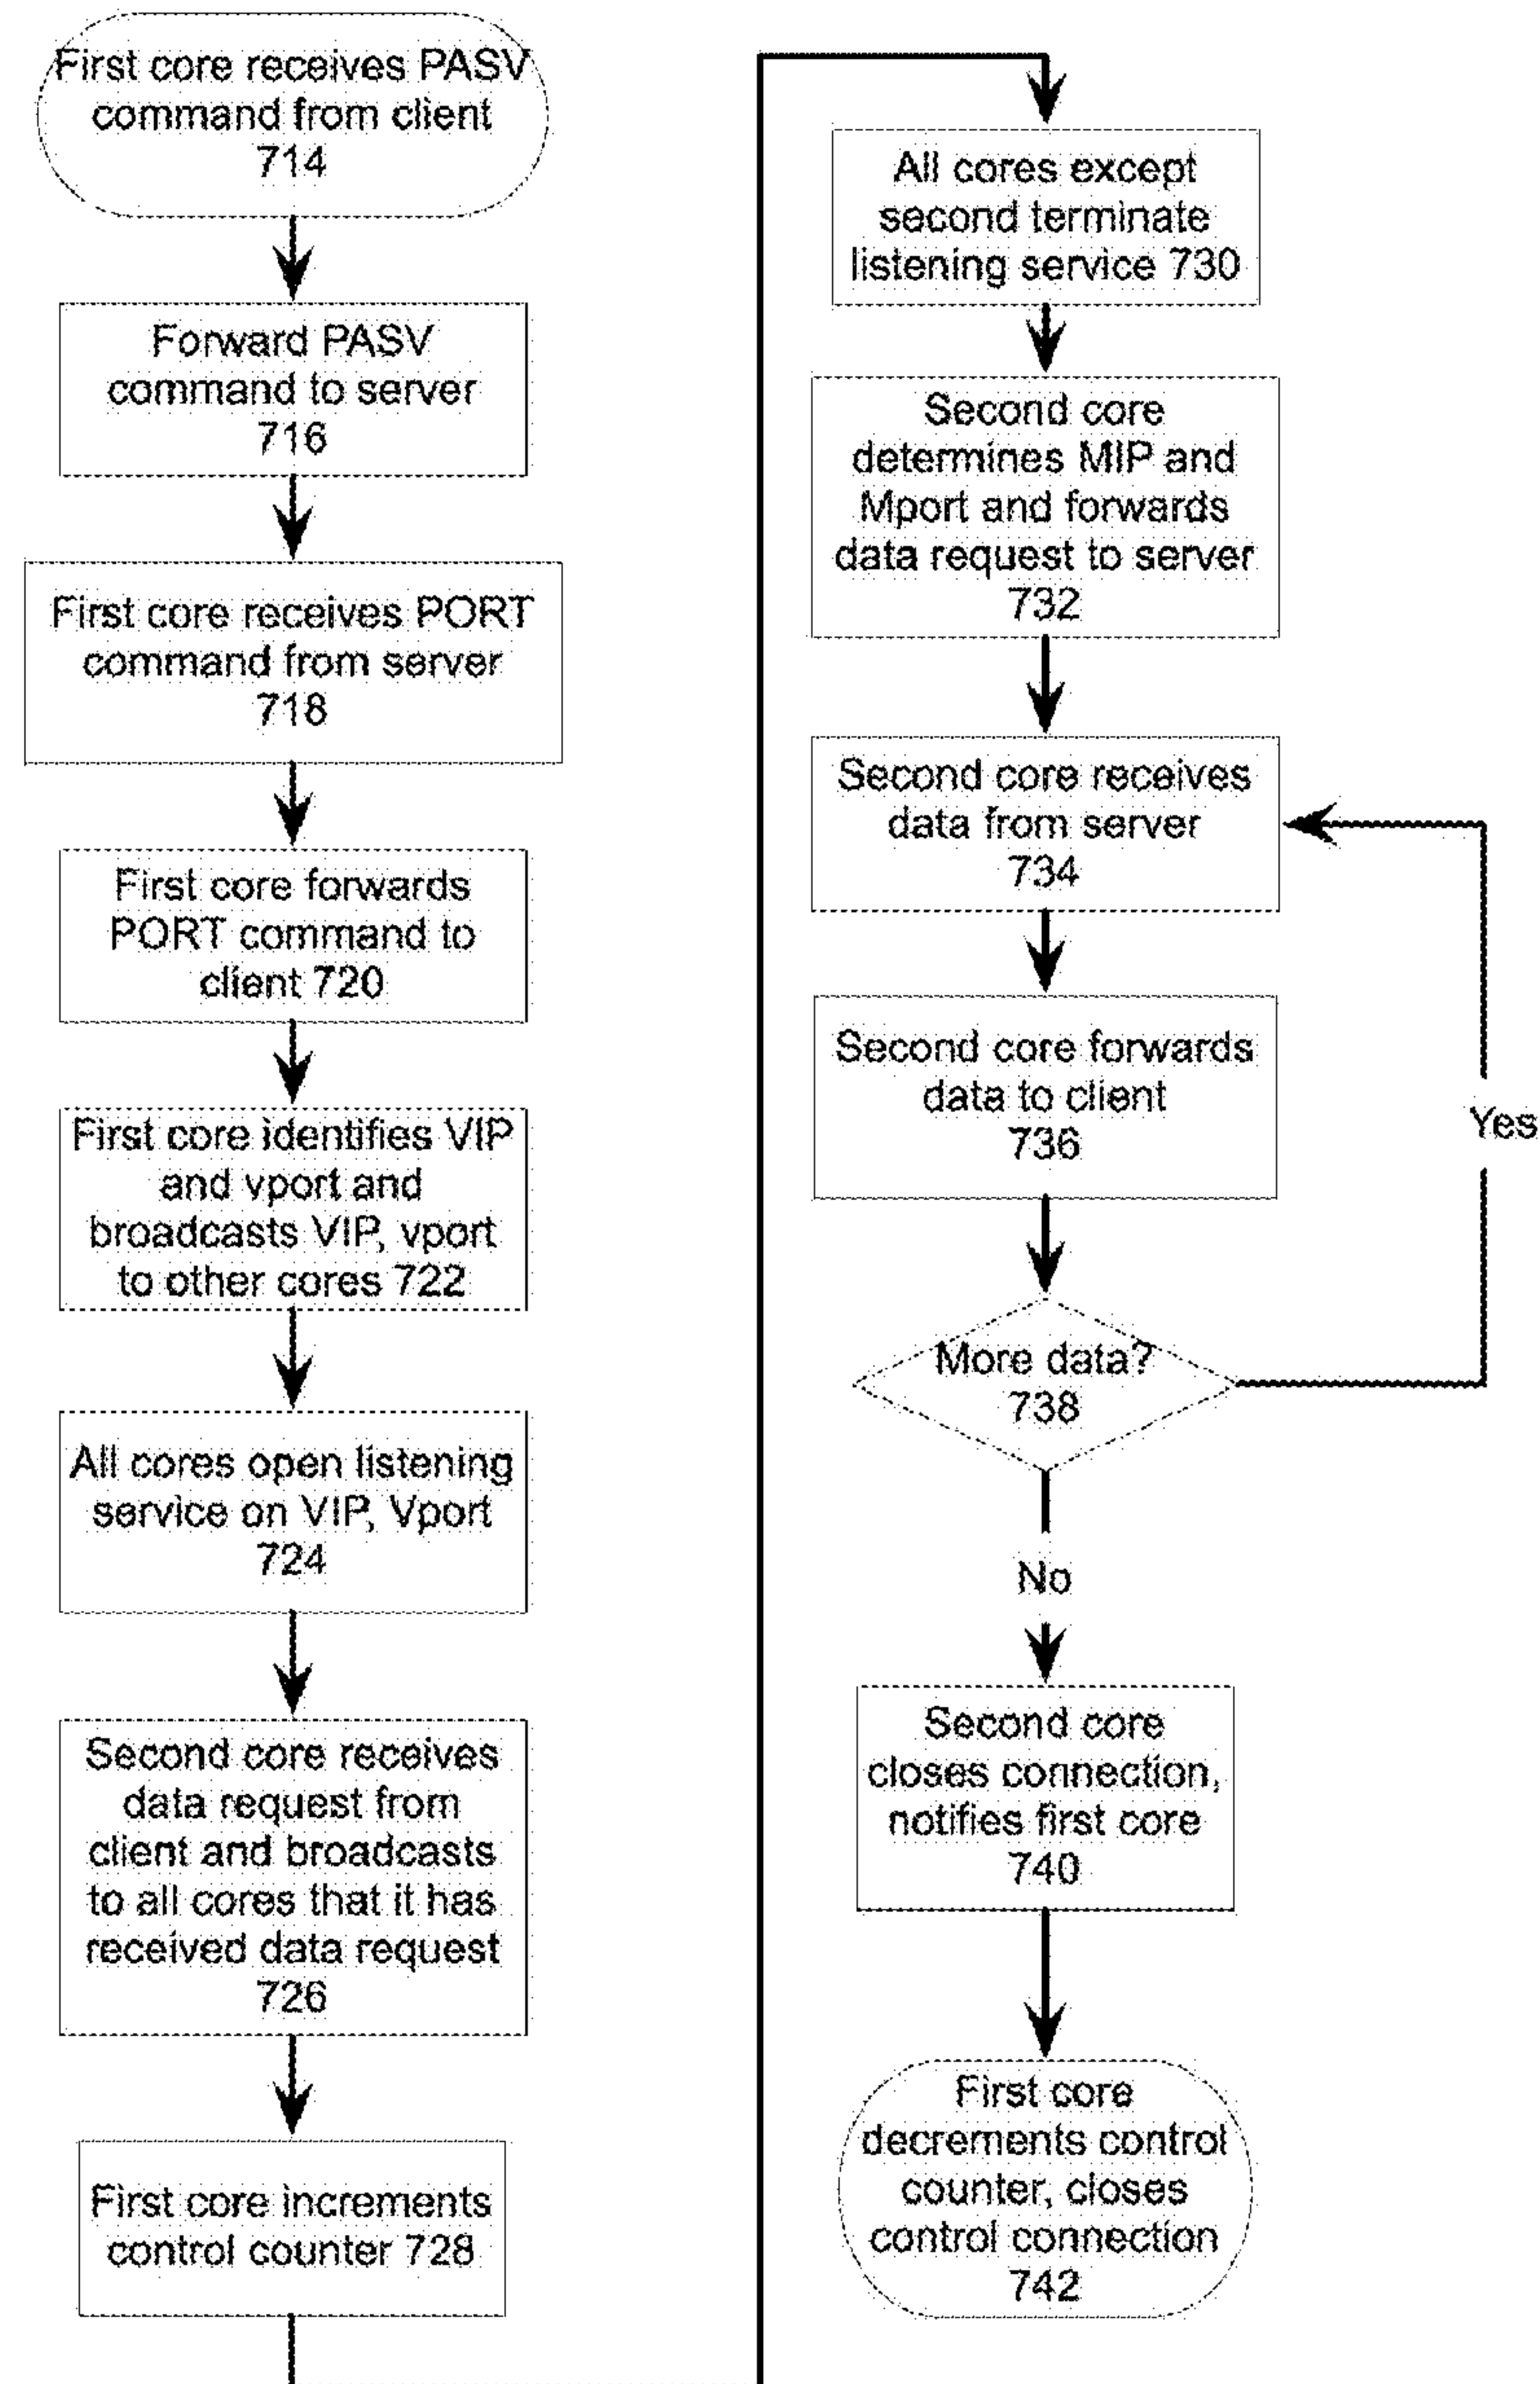 First core receives PASV
command from client
714
Forward PASV
command to server
716
First core receives PORT
command from server
718
First core forwards
PORT command to
client 720
First core identifies VIP
and vport and
broadcasts VIP, vport
to other cores 722
All cores open listening
service on VIP, Vport
724
Second core receives
data request from
client and broadcasts
to all cores that it has
received data request
726
First core increments
control counter 728
All cores except
second terminate
listening service 730
Second core
determines MIP and
Mport and forwards
data request to server
732
Second core receives
data from server
734
Second core forwards
data to client
736
Yes
More data?
738
No
Second core
closes connection,
notifies first core
740
First core
decrements control
counter, closes
control connection
742